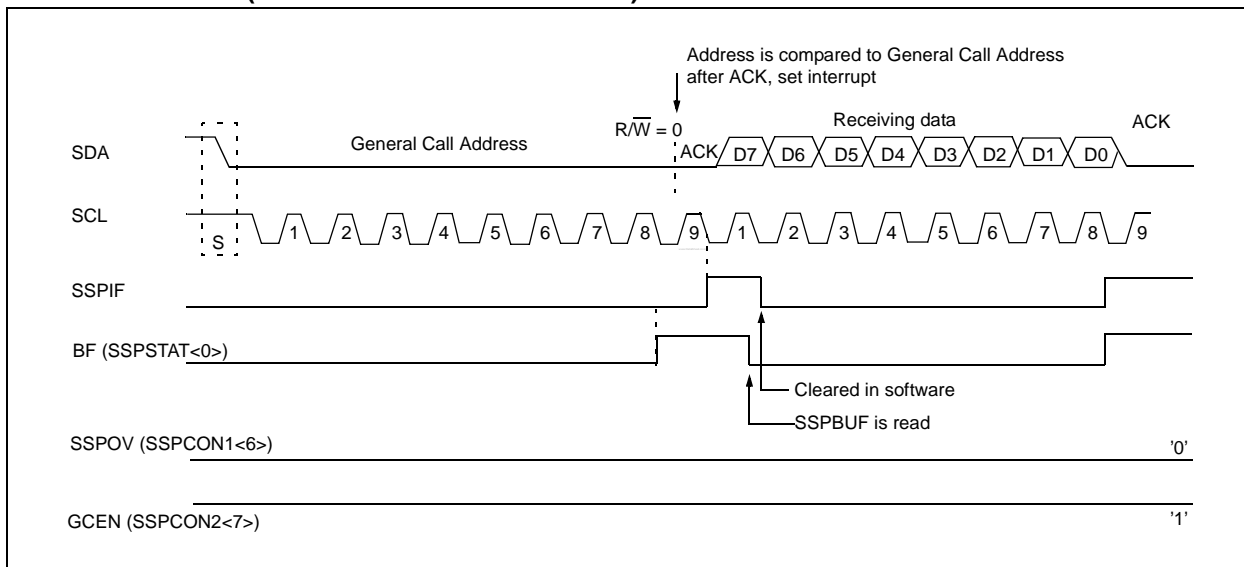 Address is compared to General Call Address
after ACK, set interrupt
R/W = 0
Receiving data
ACK
SDA
General Call Address
ACK
D7 D6 D5 D4 D3 D2 D1 D0
SCL
S
1 2 3 4 5 6 7 8 9 1 2 3 4 5 6 7 8 9
SSPIF
BF (SSPSTAT<0>)
Cleared in software
SSPBUF is read
SSPOV (SSPCON1<6>)
'0'
GCEN (SSPCON2<7>)
'1'